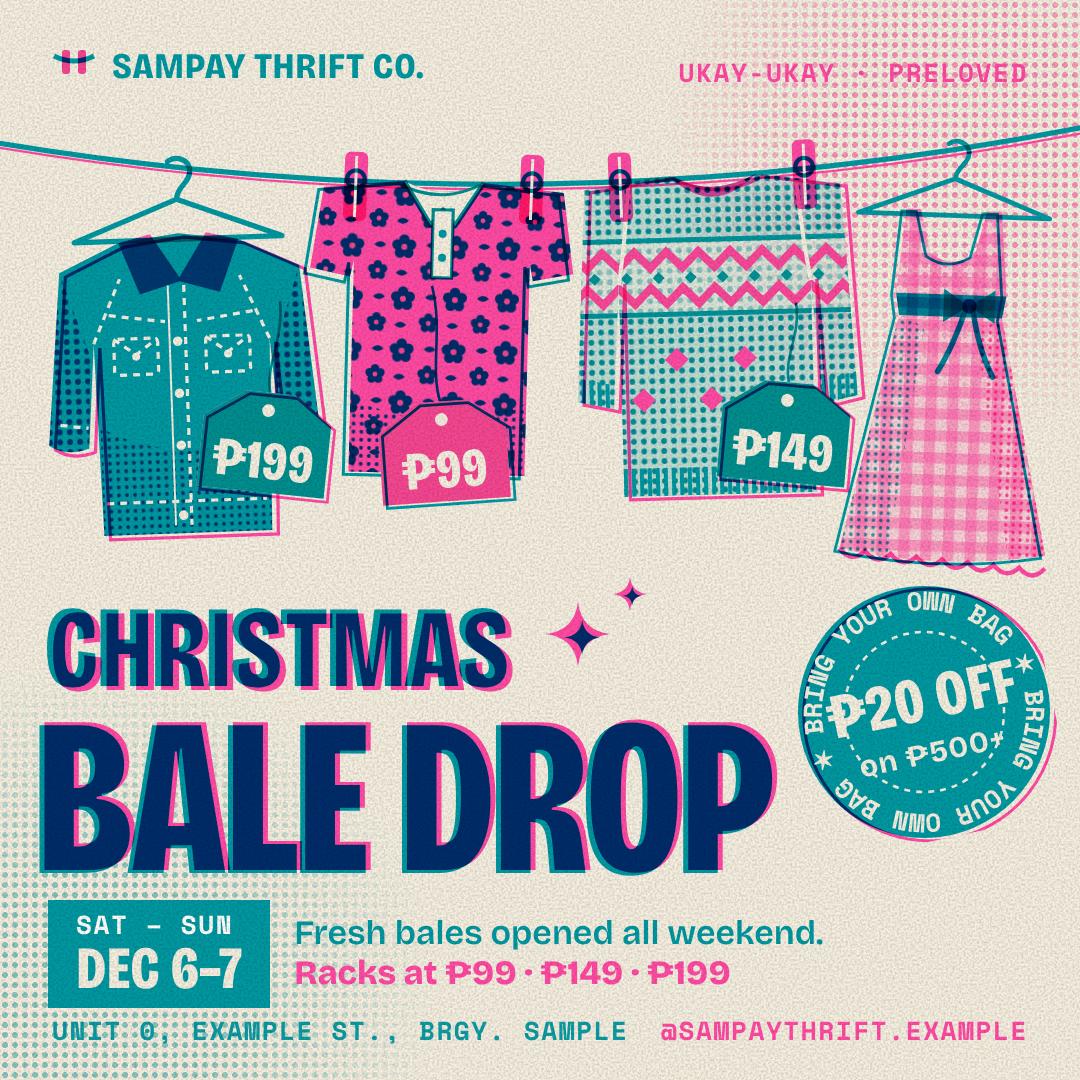 SAMPAY THRIFT CO.
UKAY-UKAY · PRELOVED
₱199
₱99
₱149
CHRISTMAS
BALE DROP
BRING YOUR OWN BAG ✶ BRING YOUR OWN BAG ✶
₱20 OFF
on ₱500+
SAT – SUN
DEC 6–7
Fresh bales opened all weekend.
Racks at ₱99 · ₱149 · ₱199
UNIT 0, EXAMPLE ST., BRGY. SAMPLE
@SAMPAYTHRIFT.EXAMPLE